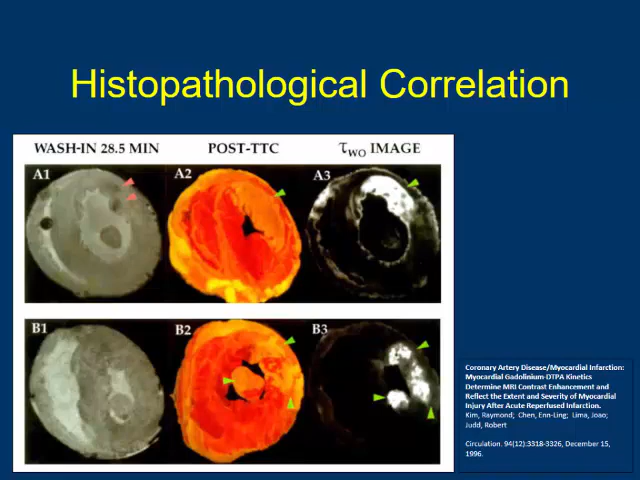 Histopathological Correlation
WASH-IN 28.5 MIN POST-TTC τWO IMAGE
A1 A2 A3
B1 B2 B3
Coronary Artery Disease/Myocardial Infarction:
Myocardial Gadolinium-DTPA Kinetics
Determine MRI Contrast Enhancement and
Reflect the Extent and Severity of Myocardial
Injury After Acute Reperfused Infarction.
Kim, Raymond; Chen, Enn-Ling; Lima, Joao;
Judd, Robert
Circulation. 94(12):3318-3326, December 15,
1996.